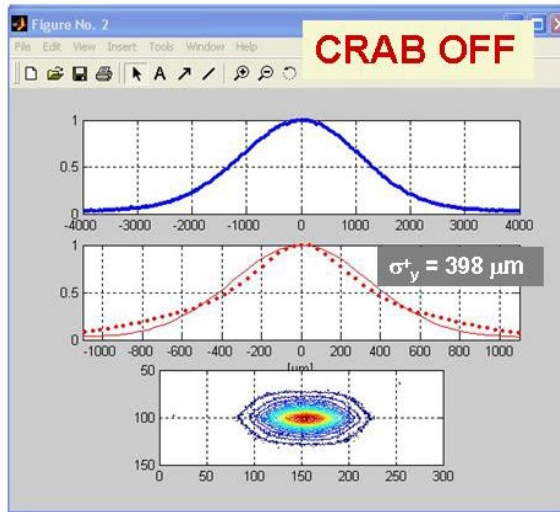 Figure No. 2
File Edit View Insert Tools Window Help
CRAB OFF
A
1
0.5
0
-4000 -3000 -2000 -1000 0 1000 2000 3000 4000
1
0.5
0
σ⁺y = 398 μm
-1000 -800 -600 -400 -200 0 200 400 600 800 1000
[um]
50
100
150
0 50 100 150 200 250 300